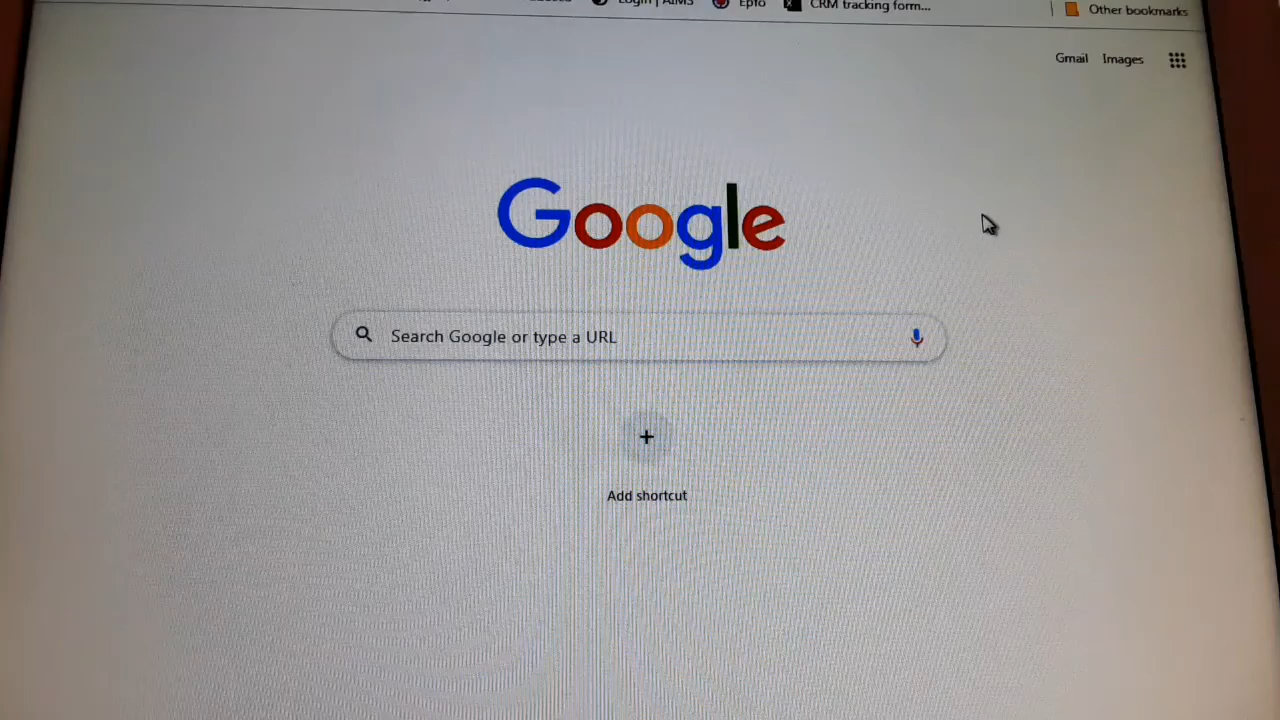 Login | AIMS Epfo CRM tracking form... Other bookmarks
Gmail Images
Google
Search Google or type a URL
+
Add shortcut